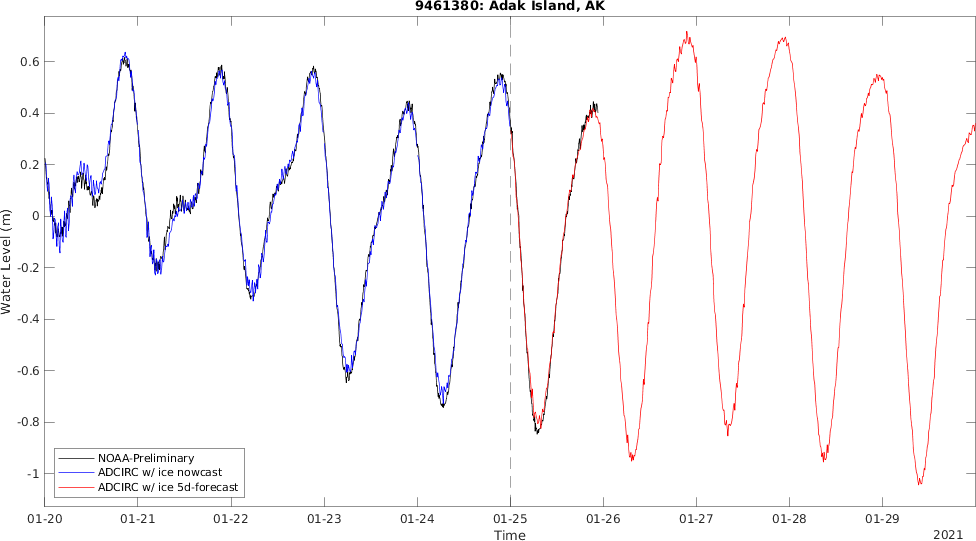 9461380: Adak Island, AK
Water Level (m)
0.6
0.4
0.2
0
-0.2
-0.4
-0.6
-0.8
-1
NOAA-Preliminary
ADCIRC w/ ice nowcast
ADCIRC w/ ice 5d-forecast
01-20 01-21 01-22 01-23 01-24 01-25 01-26 01-27 01-28 01-29
Time
2021